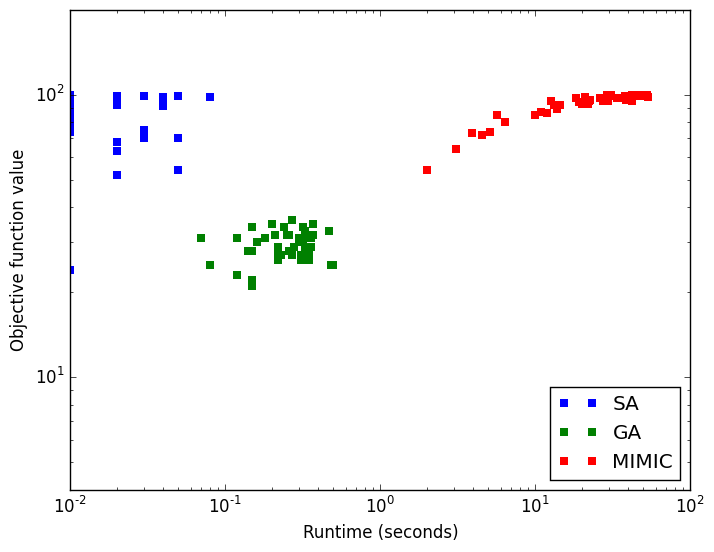 Objective function value
10²
10¹
10⁻²
10⁻¹
10⁰
10¹
10²
Runtime (seconds)
SA
GA
MIMIC